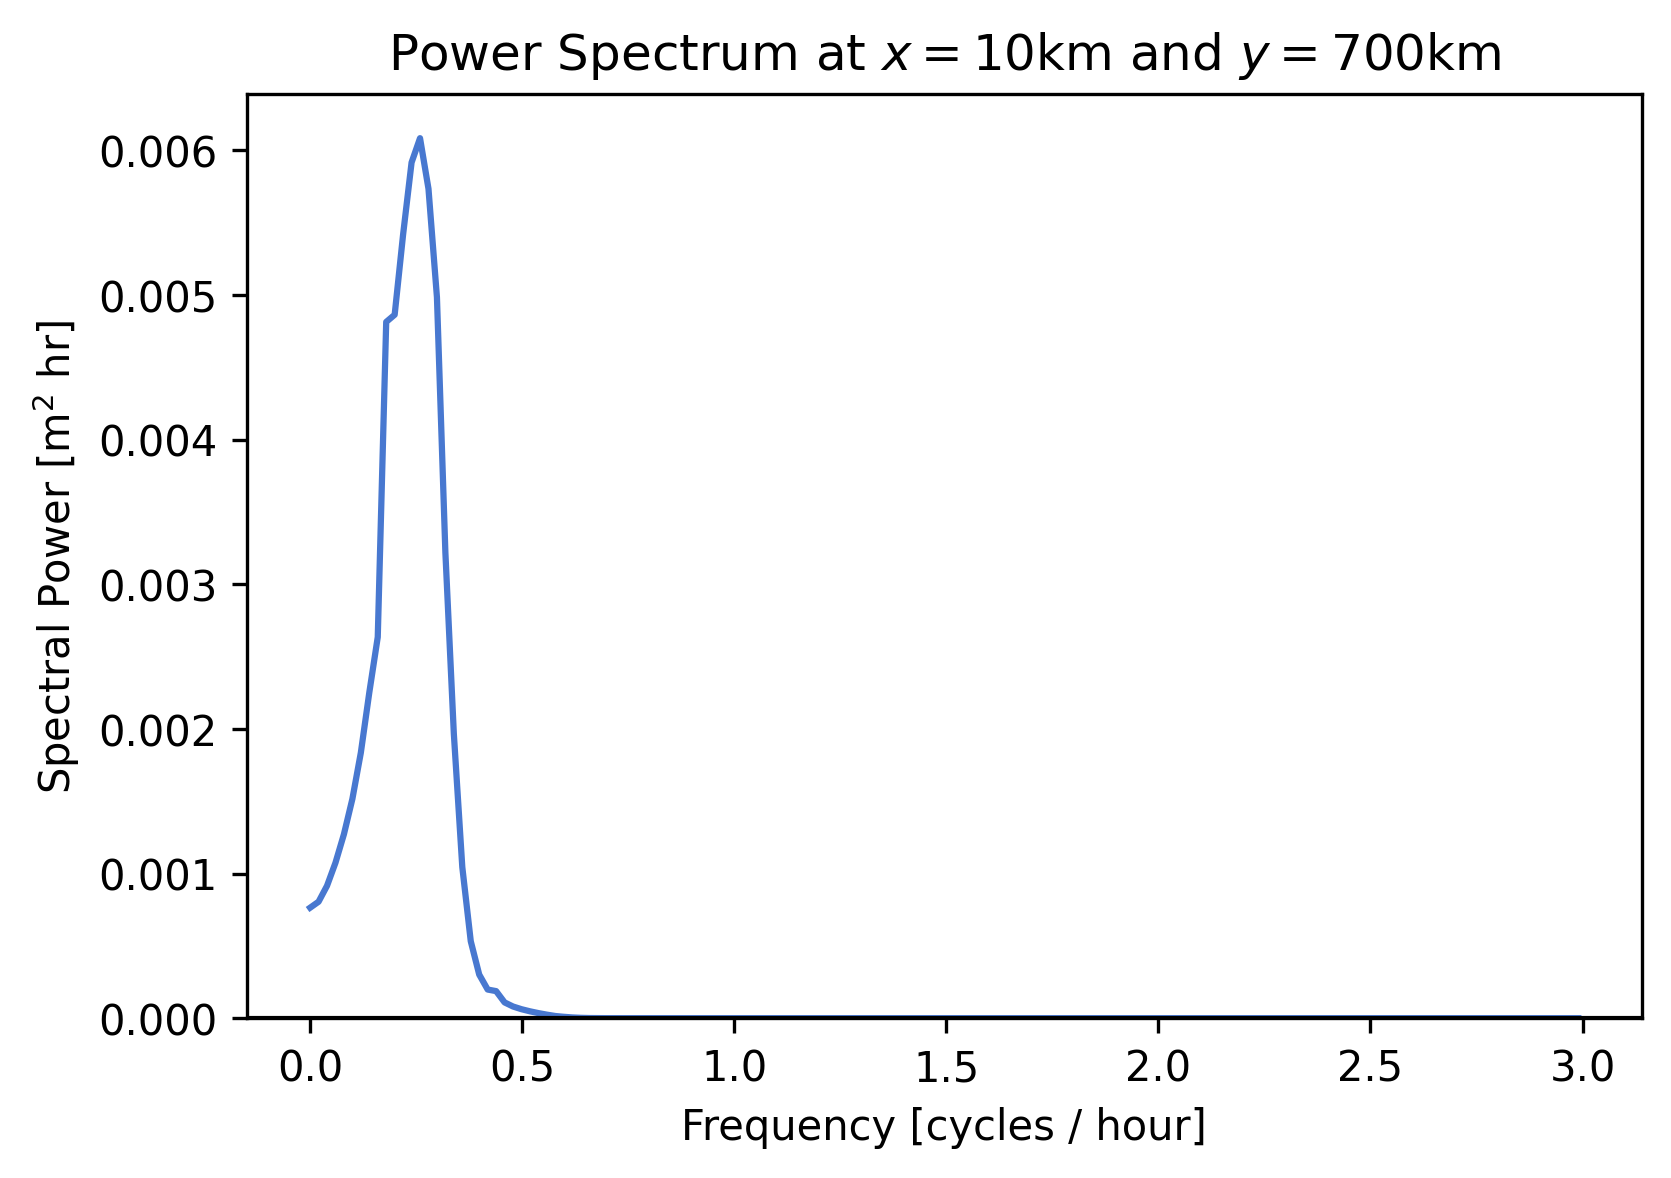 Power Spectrum at x = 10km and y = 700km
0.006
0.005
0.004
0.003
0.002
0.001
0.000
Spectral Power [m² hr]
0.0 0.5 1.0 1.5 2.0 2.5 3.0
Frequency [cycles / hour]